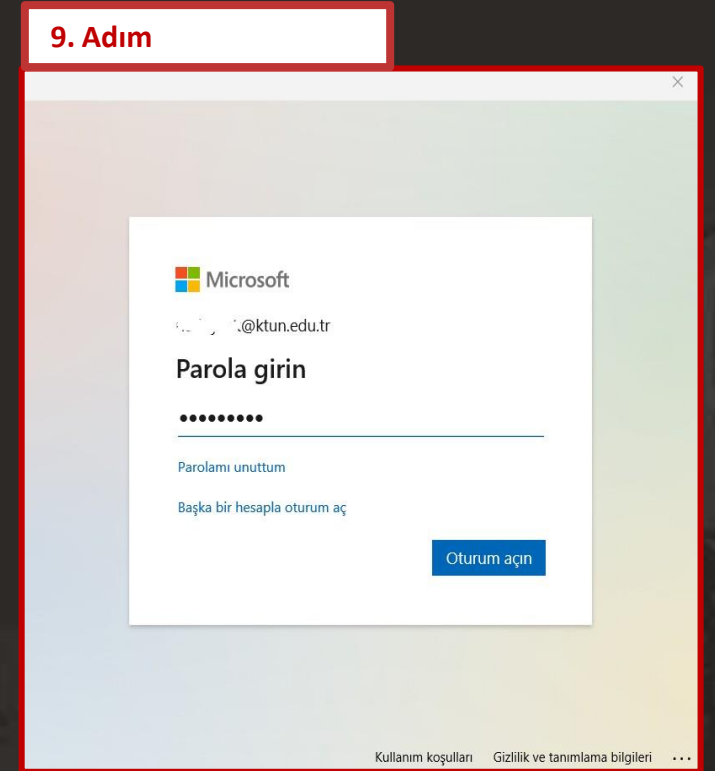 9. Adım
Microsoft
@ktun.edu.tr
Parola girin
Parolamı unuttum
Başka bir hesapla oturum aç
Oturum açın
Kullanım koşulları Gizlilik ve tanımlama bilgileri ...